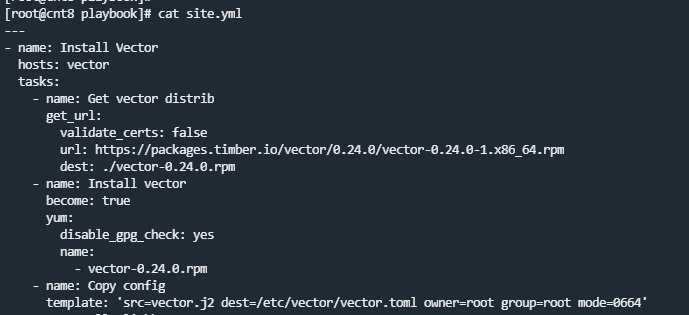 [root@cnt8 playbook]# cat site.yml
---
- name: Install Vector
  hosts: vector
  tasks:
    - name: Get vector distrib
      get_url:
        validate_certs: false
        url: https://packages.timber.io/vector/0.24.0/vector-0.24.0-1.x86_64.rpm
        dest: ./vector-0.24.0.rpm
    - name: Install vector
      become: true
      yum:
        disable_gpg_check: yes
        name:
          - vector-0.24.0.rpm
    - name: Copy config
      template: 'src=vector.j2 dest=/etc/vector/vector.toml owner=root group=root mode=0664'